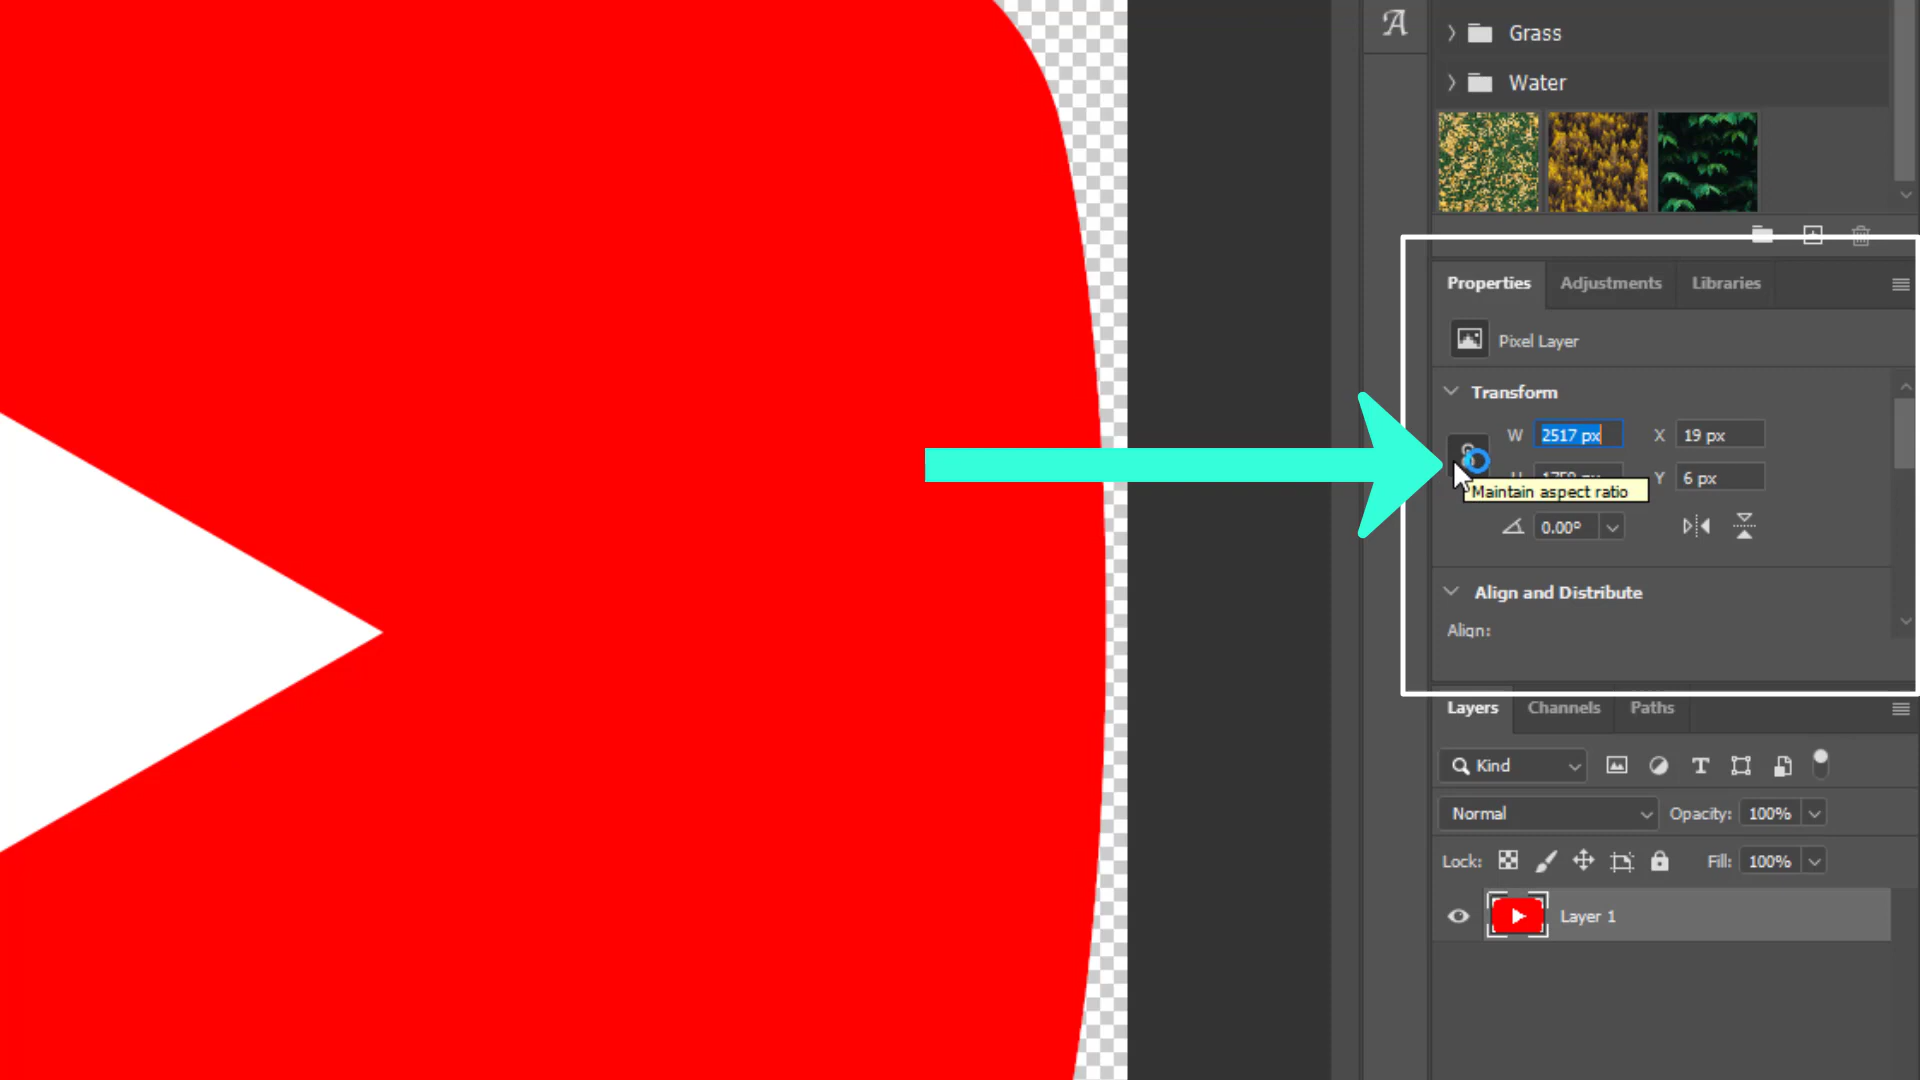 A
Grass
Water
Properties Adjustments Libraries
Pixel Layer
Transform
W 2517 px X 19 px
Y 6 px
Maintain aspect ratio
0.00°
Align and Distribute
Align:
Layers Channels Paths
Kind
T
Normal Opacity: 100%
Lock: Fill: 100%
Layer 1